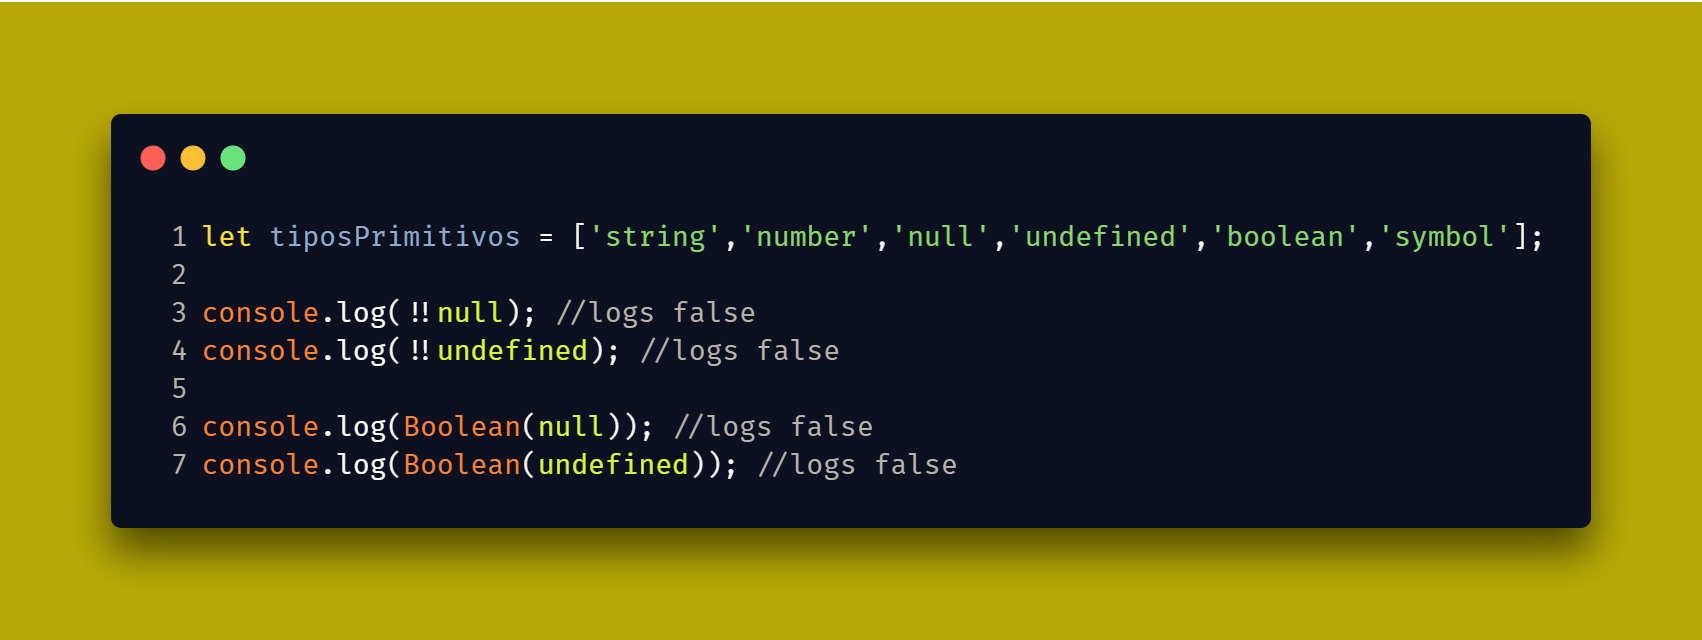 1 let tiposPrimitivos = ['string','number','null','undefined','boolean','symbol'];
2
3 console.log(!!null); //logs false
4 console.log(!!undefined); //logs false
5
6 console.log(Boolean(null)); //logs false
7 console.log(Boolean(undefined)); //logs false